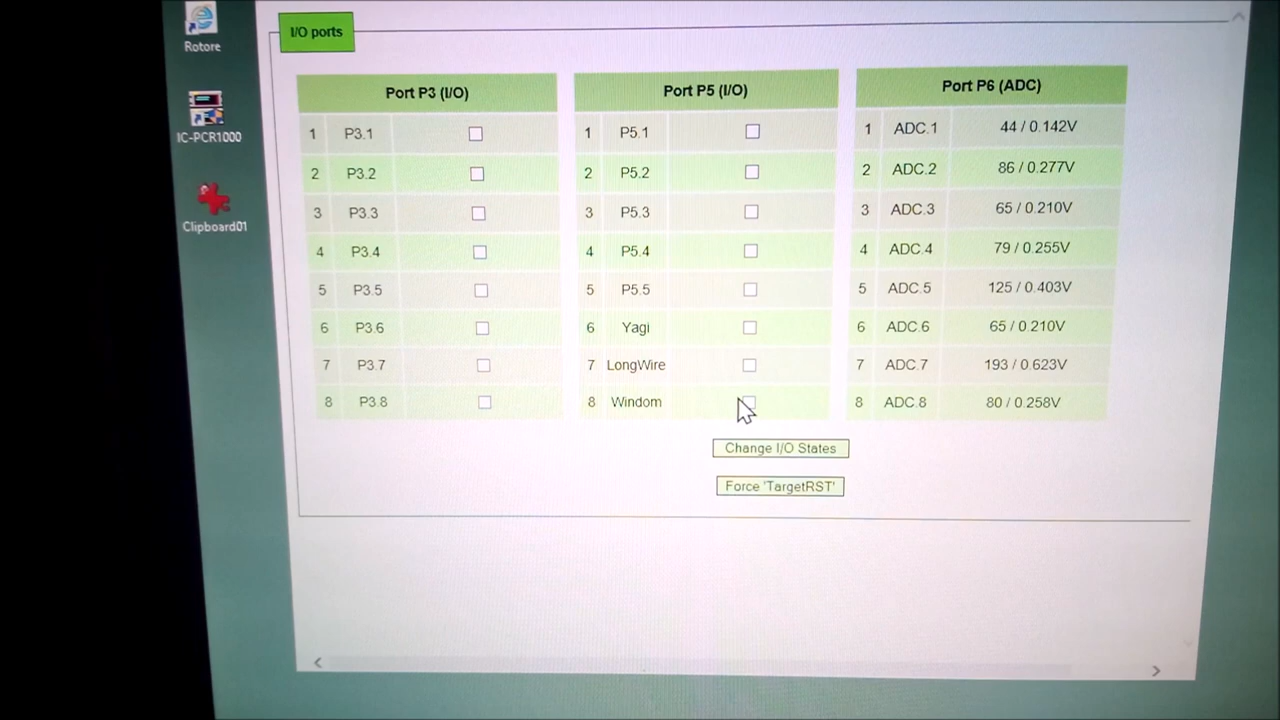 Rotore
IC-PCR1000
Clipboard01
I/O ports
Port P3 (I/O) Port P5 (I/O) Port P6 (ADC)
1 P3.1 1 P5.1 1 ADC.1 44 / 0.142V
2 P3.2 2 P5.2 2 ADC.2 86 / 0.277V
3 P3.3 3 P5.3 3 ADC.3 65 / 0.210V
4 P3.4 4 P5.4 4 ADC.4 79 / 0.255V
5 P3.5 5 P5.5 5 ADC.5 125 / 0.403V
6 P3.6 6 Yagi 6 ADC.6 65 / 0.210V
7 P3.7 7 LongWire 7 ADC.7 193 / 0.623V
8 P3.8 8 Windom 8 ADC.8 80 / 0.258V
Change I/O States
Force 'TargetRST'